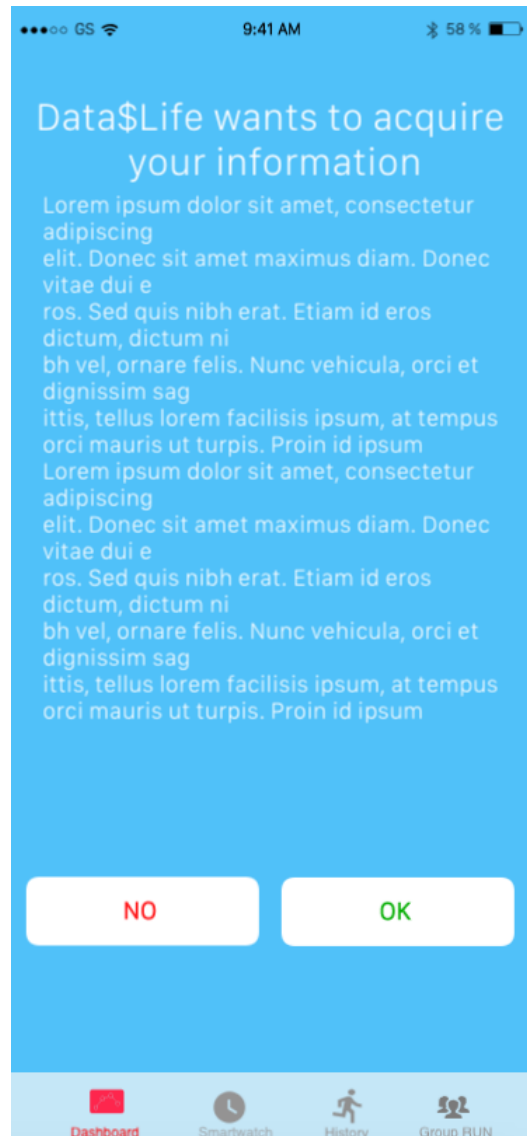 GS 9:41 AM 58 %
Data$Life wants to acquire
your information
Lorem ipsum dolor sit amet, consectetur
adipiscing
elit. Donec sit amet maximus diam. Donec
vitae dui e
ros. Sed quis nibh erat. Etiam id eros
dictum, dictum ni
bh vel, ornare felis. Nunc vehicula, orci et
dignissim sag
ittis, tellus lorem facilisis ipsum, at tempus
orci mauris ut turpis. Proin id ipsum
Lorem ipsum dolor sit amet, consectetur
adipiscing
elit. Donec sit amet maximus diam. Donec
vitae dui e
ros. Sed quis nibh erat. Etiam id eros
dictum, dictum ni
bh vel, ornare felis. Nunc vehicula, orci et
dignissim sag
ittis, tellus lorem facilisis ipsum, at tempus
orci mauris ut turpis. Proin id ipsum
NO OK
Dashboard Smartwatch History Group RUN